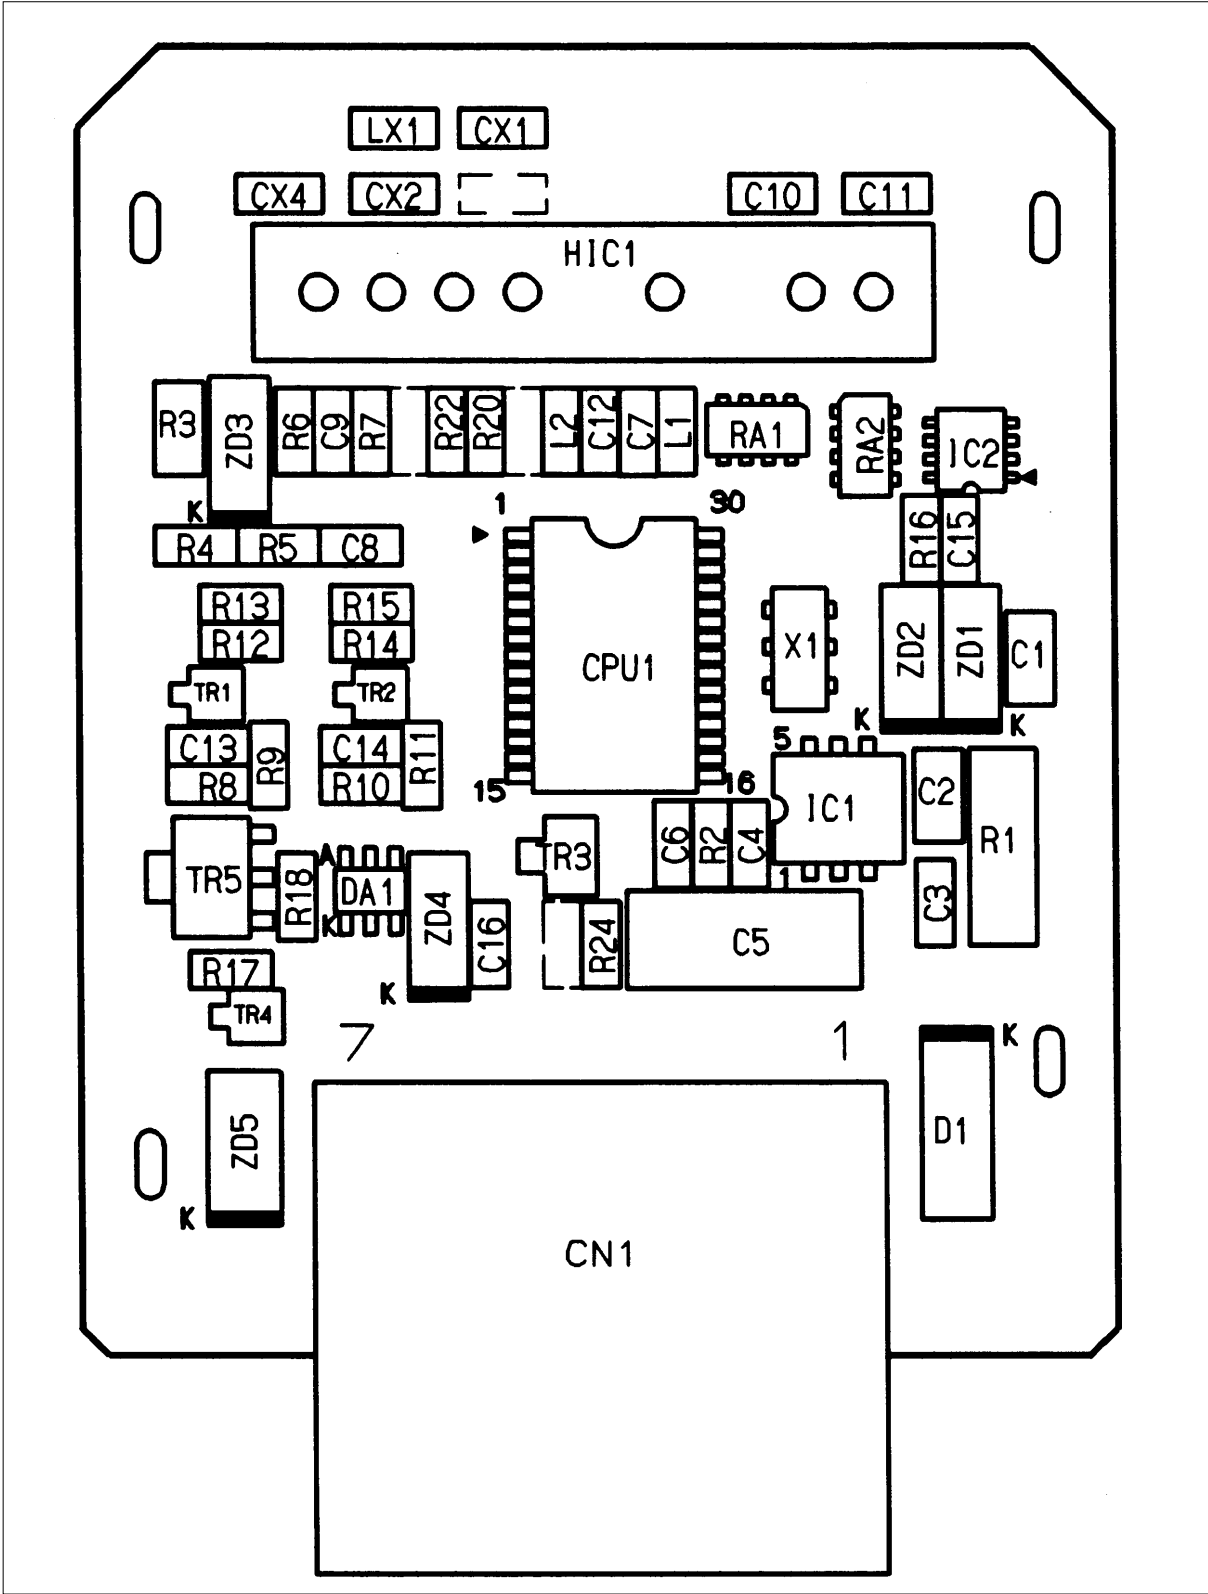 LX1 CX1
CX4 CX2 C10 C11
HIC1
R3 ZD3 R6 C9 R7 R22 R20 L2 C12 C7 L1 RA1 RA2 IC2
K
1 30
R4 R5 C8 R16 C15
R13 R15
R12 R14 CPU1 X1 ZD2 ZD1 C1
TR1 TR2
K K
C13 R9 C14 R11 5
R8 R10 15 16 IC1 C2 R1
TR5 R18 A DA1 K ZD4 TR3 C6 R2 C4 1 C3
C16 R24 C5
R17 K
TR4
7 1 K
ZD5 D1
K
CN1